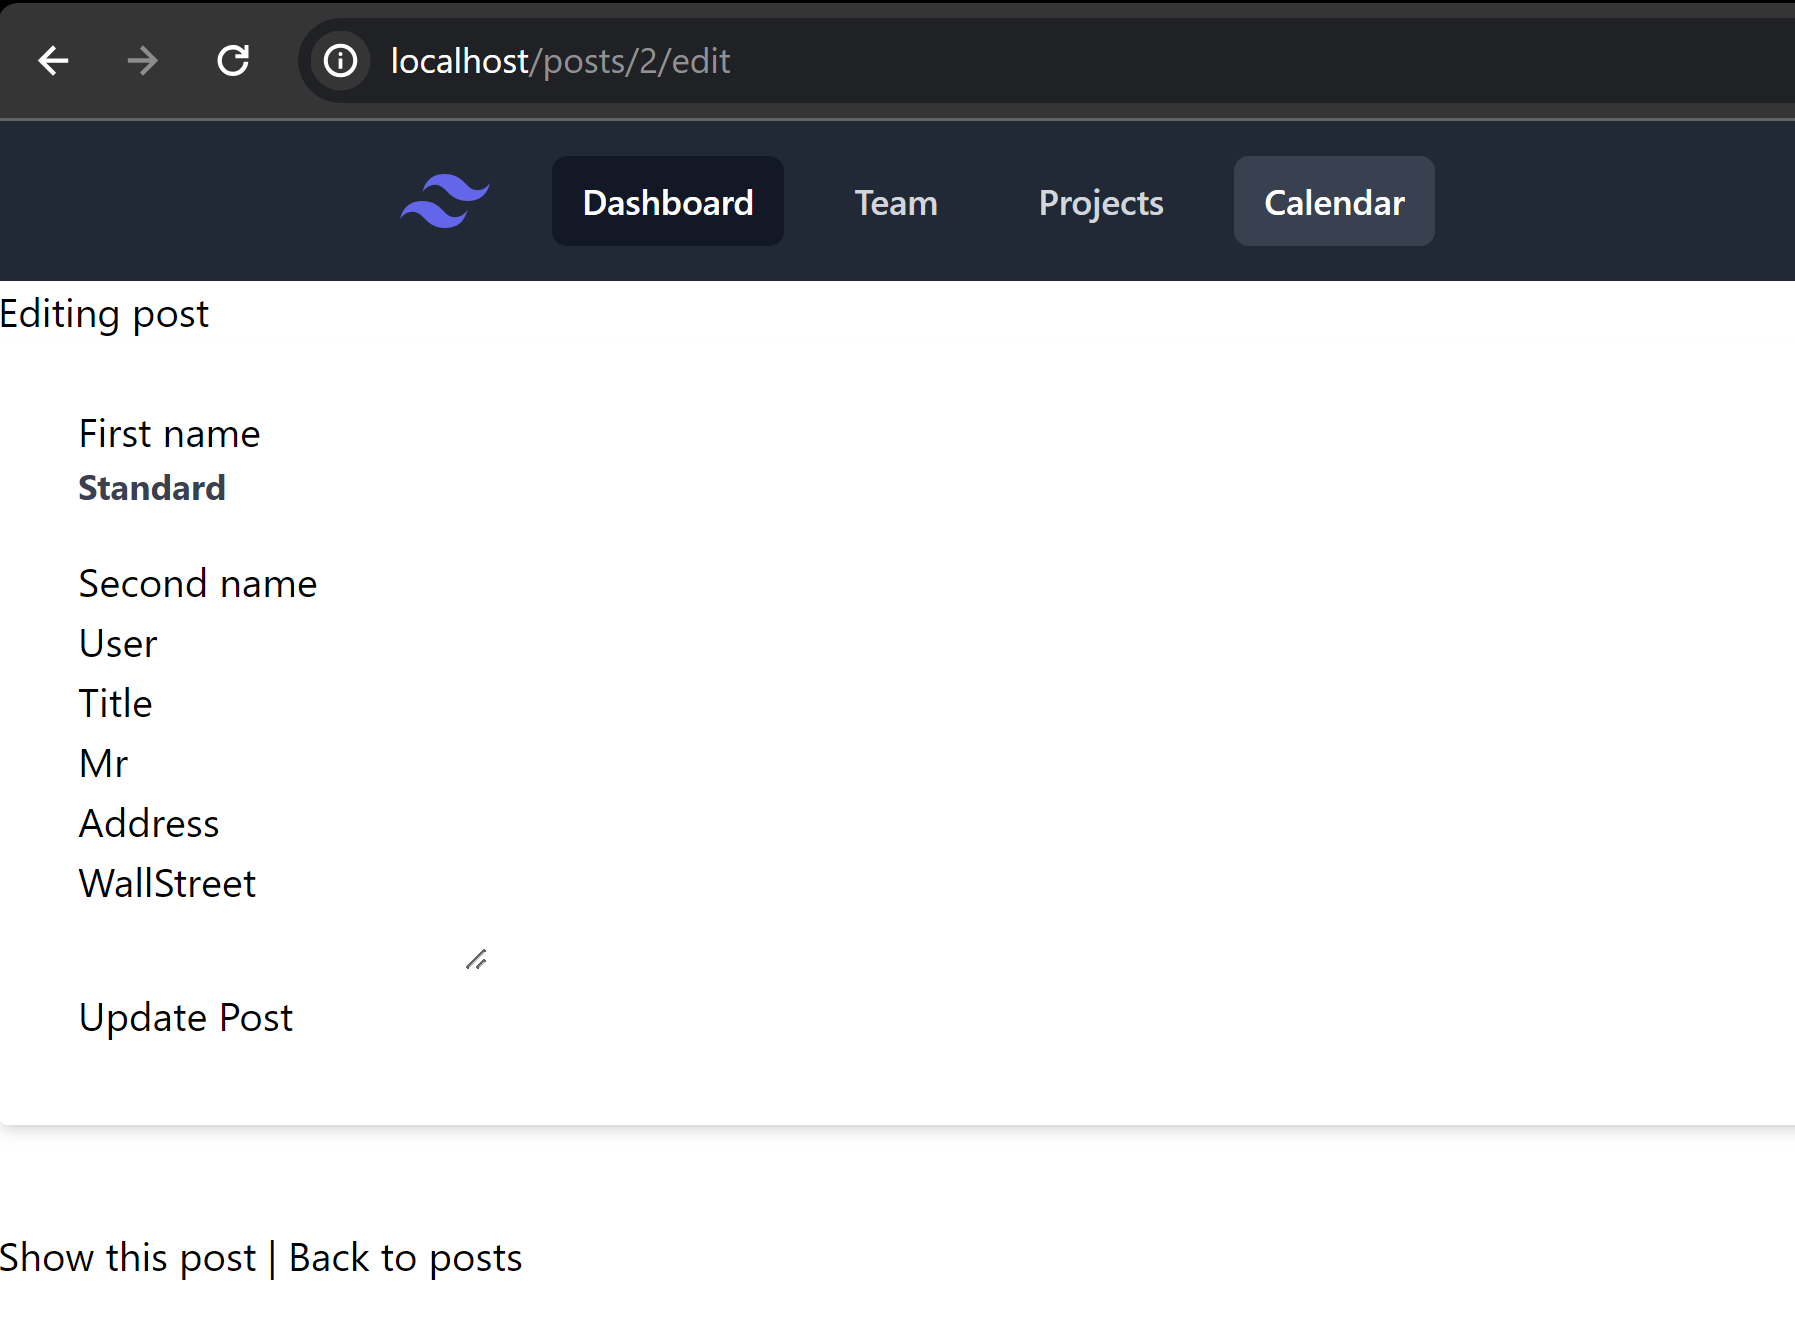 localhost/posts/2/edit
Dashboard Team Projects Calendar
Editing post
First name
Standard
Second name
User
Title
Mr
Address
WallStreet
Update Post
Show this post | Back to posts